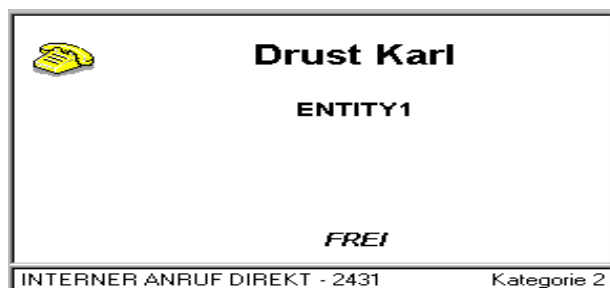 Drust Karl
ENTITY1
FREI
INTERNER ANRUF DIREKT - 2431 Kategorie 2